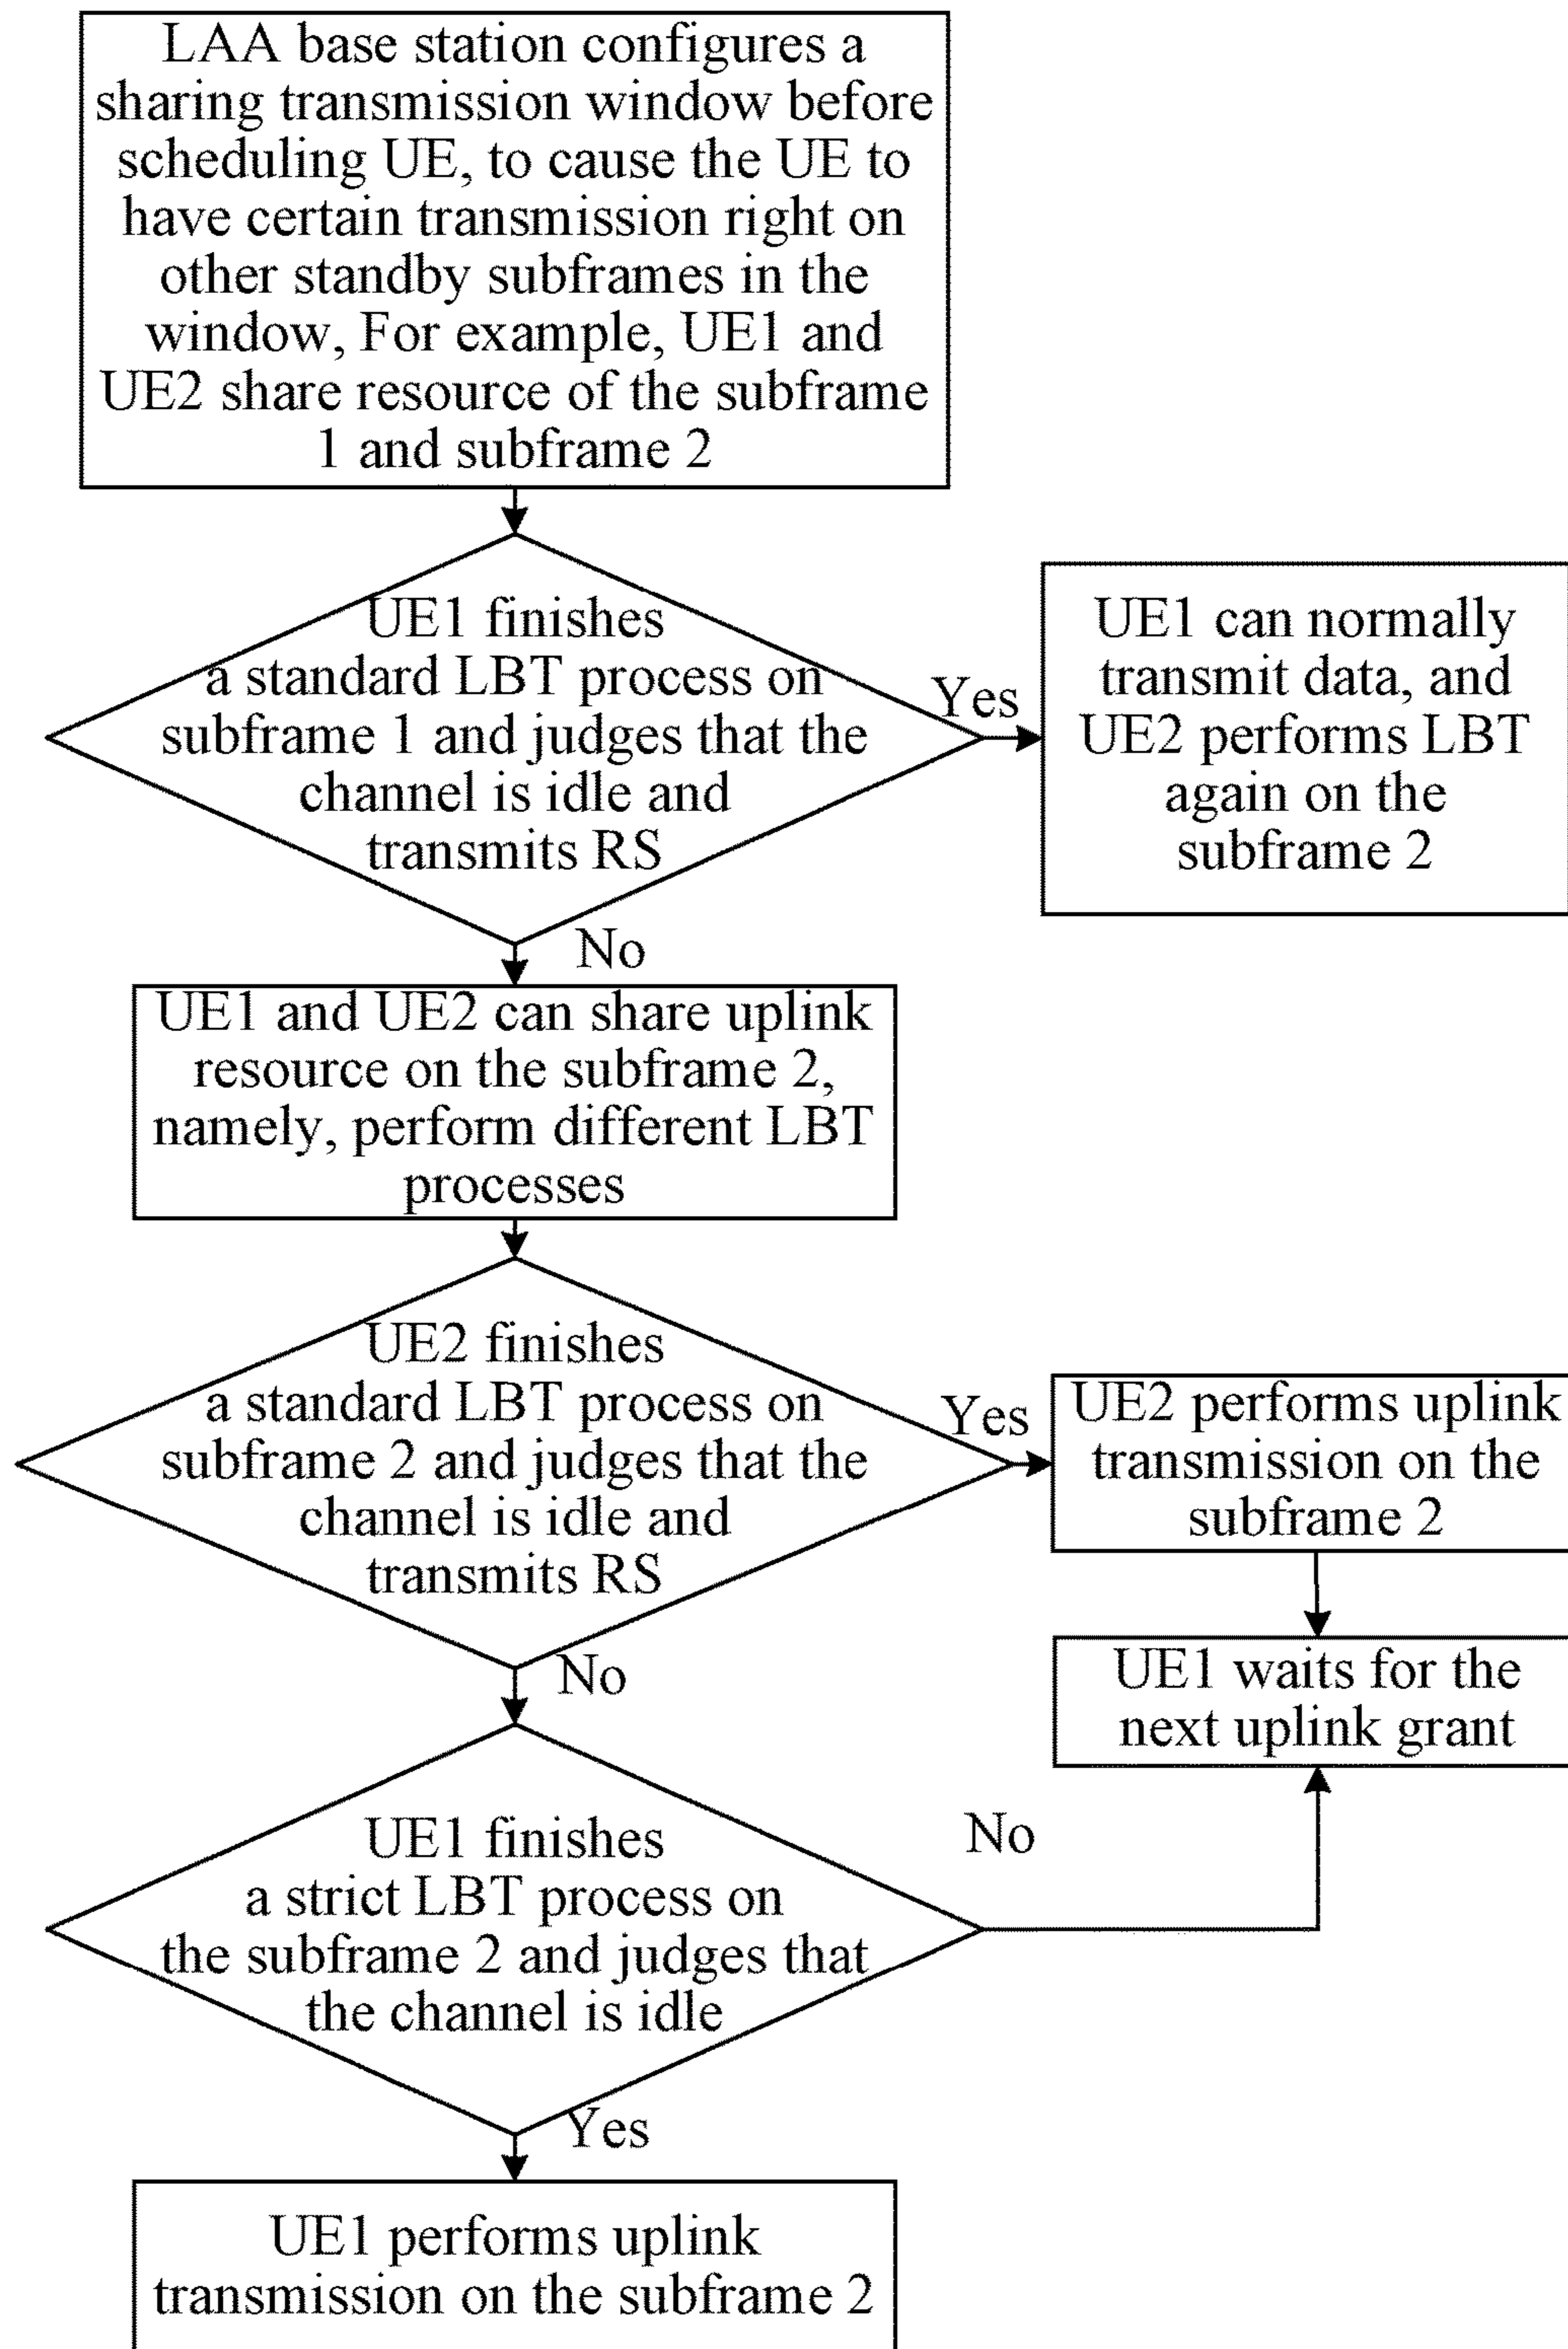 LAA base station configures a
sharing transmission window before
scheduling UE, to cause the UE to
have certain transmission right on
other standby subframes in the
window, For example, UE1 and
UE2 share resource of the subframe
1 and subframe 2
UE1 finishes
a standard LBT process on
subframe 1 and judges that the
channel is idle and
transmits RS
Yes
UE1 can normally
transmit data, and
UE2 performs LBT
again on the
subframe 2
No
UE1 and UE2 can share uplink
resource on the subframe 2,
namely, perform different LBT
processes
UE2 finishes
a standard LBT process on
subframe 2 and judges that the
channel is idle and
transmits RS
Yes
UE2 performs uplink
transmission on the
subframe 2
UE1 waits for the
next uplink grant
No
UE1 finishes
a strict LBT process on
the subframe 2 and judges that
the channel is idle
No
Yes
UE1 performs uplink
transmission on the subframe 2